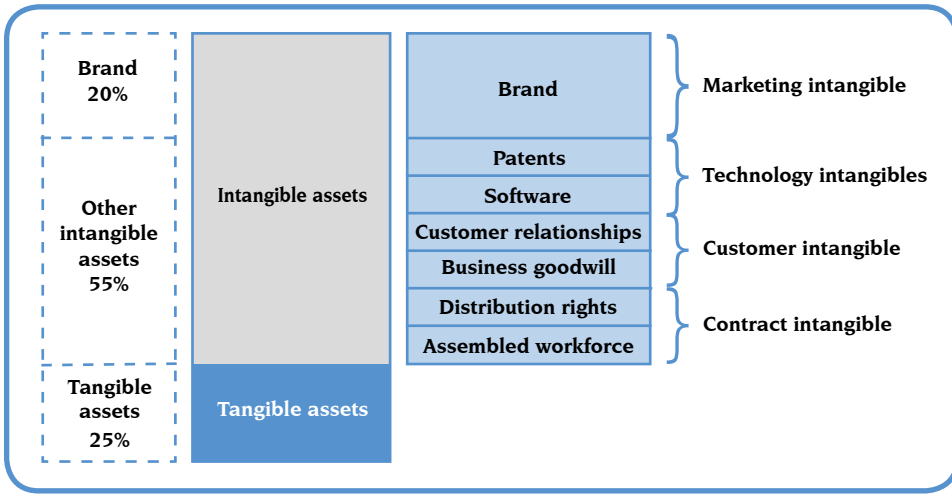 Brand
20%
Other
intangible
assets
55%
Tangible
assets
25%
Intangible assets
Tangible assets
Brand
Patents
Software
Customer relationships
Business goodwill
Distribution rights
Assembled workforce
Marketing intangible
Technology intangibles
Customer intangible
Contract intangible